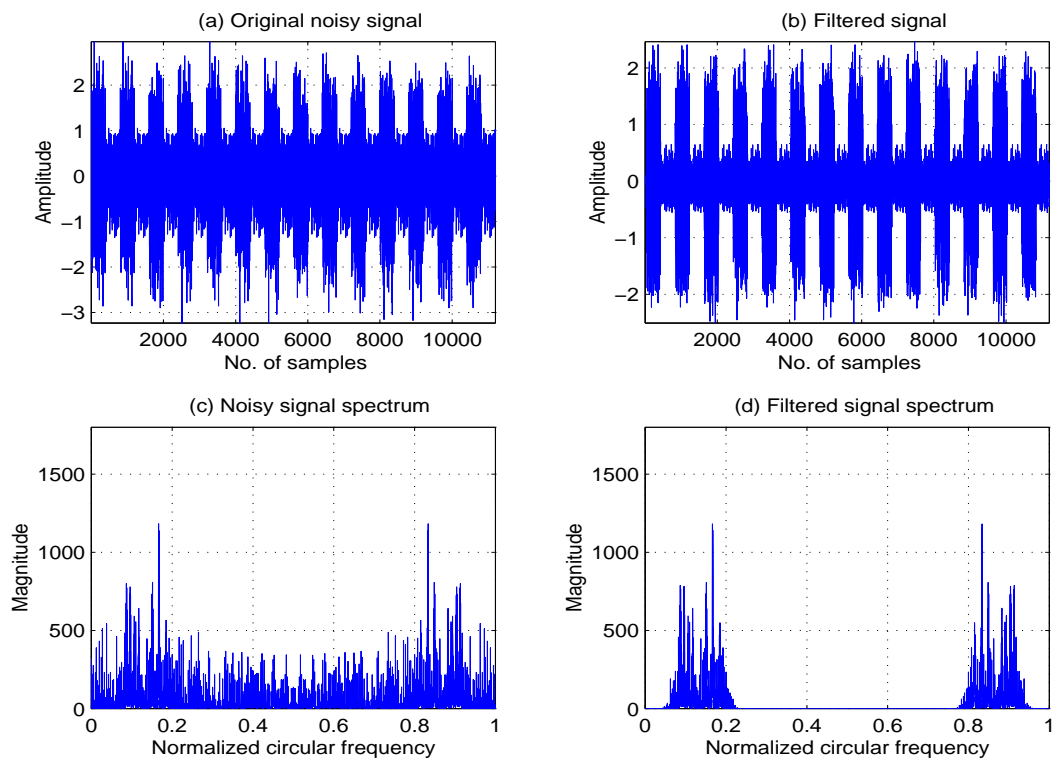 (a) Original noisy signal
2
1
0
−1
−2
−3
Amplitude
2000 4000 6000 8000 10000
No. of samples
(b) Filtered signal
2
1
0
−1
−2
Amplitude
2000 4000 6000 8000 10000
No. of samples
(c) Noisy signal spectrum
1500
1000
500
0
Magnitude
0 0.2 0.4 0.6 0.8 1
Normalized circular frequency
(d) Filtered signal spectrum
1500
1000
500
0
Magnitude
0 0.2 0.4 0.6 0.8 1
Normalized circular frequency